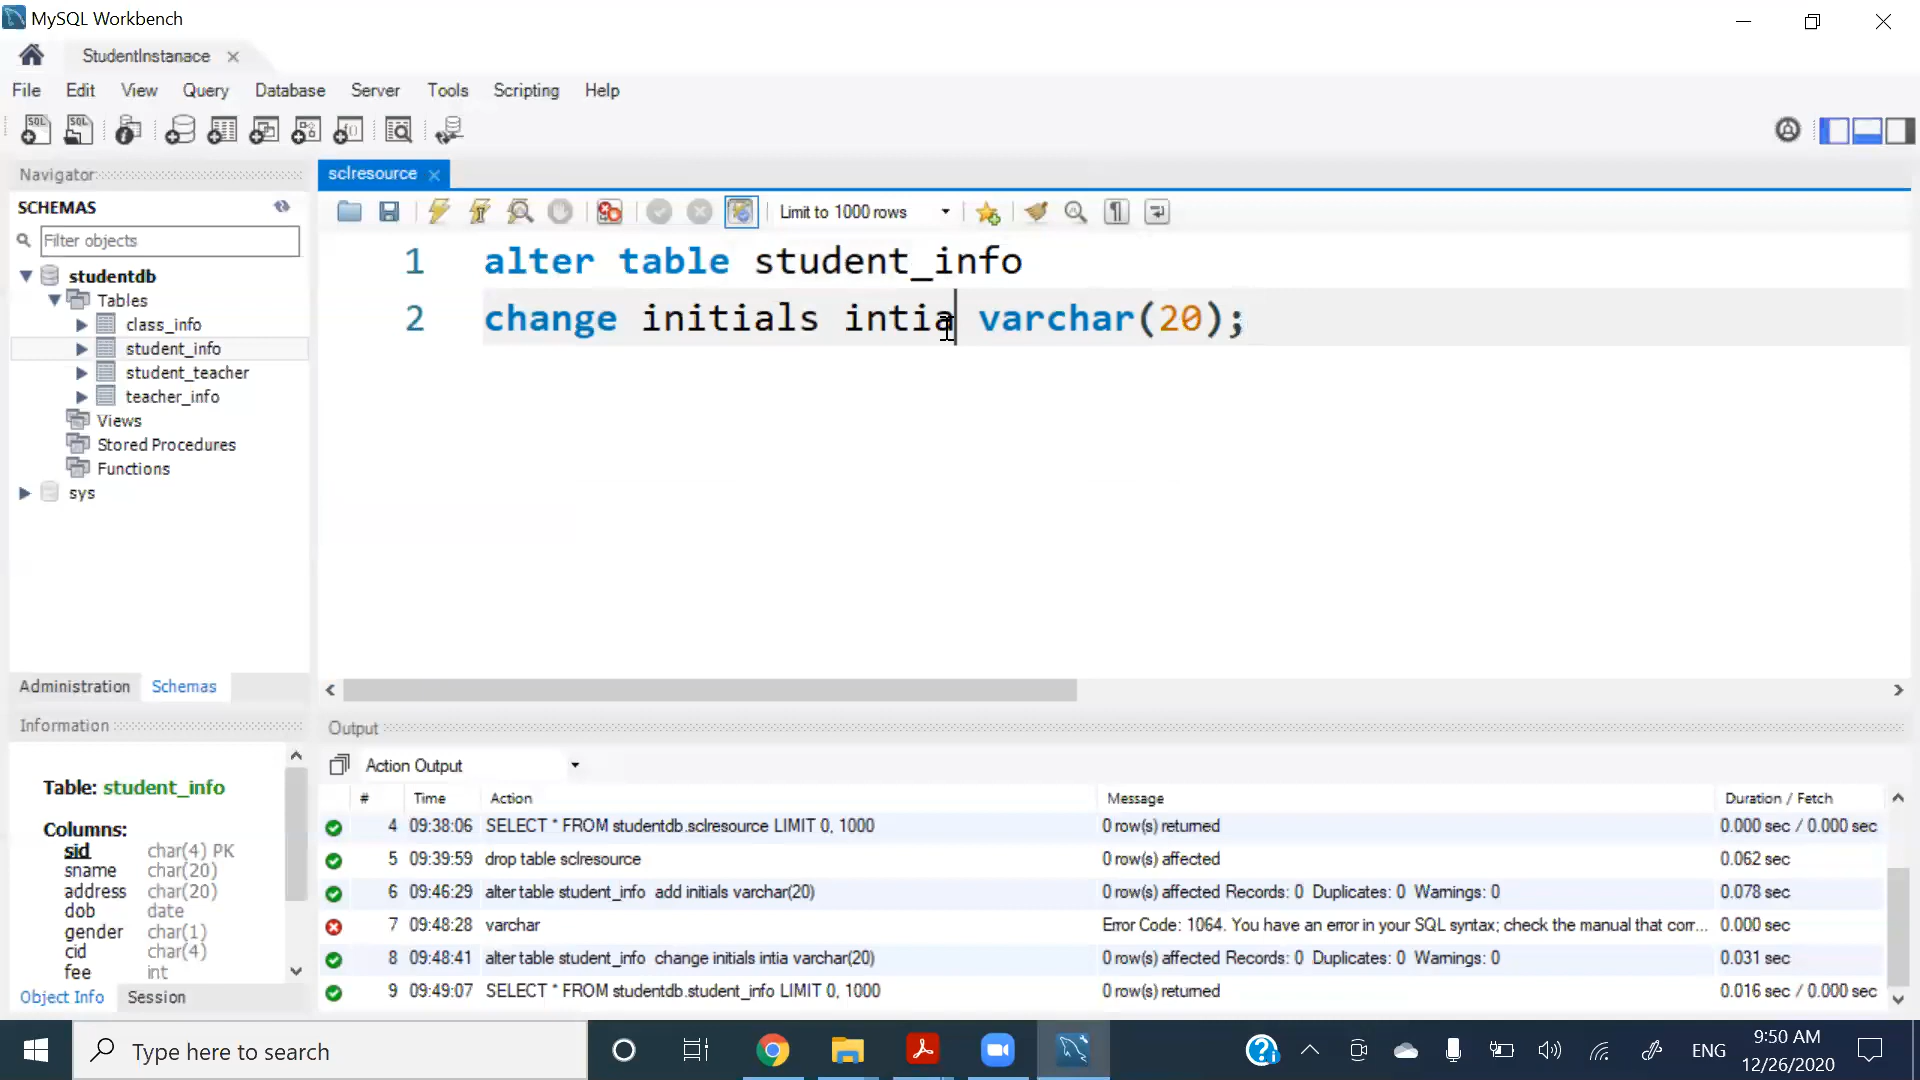 MySQL Workbench
StudentInstanace
File Edit View Query Database Server Tools Scripting Help
SQL SQL
Navigator
SCHEMAS
Filter objects
studentdb
Tables
class_info
student_info
student_teacher
teacher_info
Views
Stored Procedures
Functions
sys
Administration Schemas
sclresource
Limit to 1000 rows
1 alter table student_info
2 change initials intia varchar(20);
Information
Table: student_info
Columns:
sid char(4) PK
sname char(20)
address char(20)
dob date
gender char(1)
cid char(4)
fee int
Object Info Session
Output
Action Output
# Time Action Message Duration / Fetch
4 09:38:06 SELECT * FROM studentdb.sclresource LIMIT 0, 1000 0 row(s) returned 0.000 sec / 0.000 sec
5 09:39:59 drop table sclresource 0 row(s) affected 0.062 sec
6 09:46:29 alter table student_info add initials varchar(20) 0 row(s) affected Records: 0 Duplicates: 0 Warnings: 0 0.078 sec
7 09:48:28 varchar Error Code: 1064. You have an error in your SQL syntax; check the manual that corr... 0.000 sec
8 09:48:41 alter table student_info change initials intia varchar(20) 0 row(s) affected Records: 0 Duplicates: 0 Warnings: 0 0.031 sec
9 09:49:07 SELECT * FROM studentdb.student_info LIMIT 0, 1000 0 row(s) returned 0.016 sec / 0.000 sec
Type here to search
ENG
9:50 AM
12/26/2020